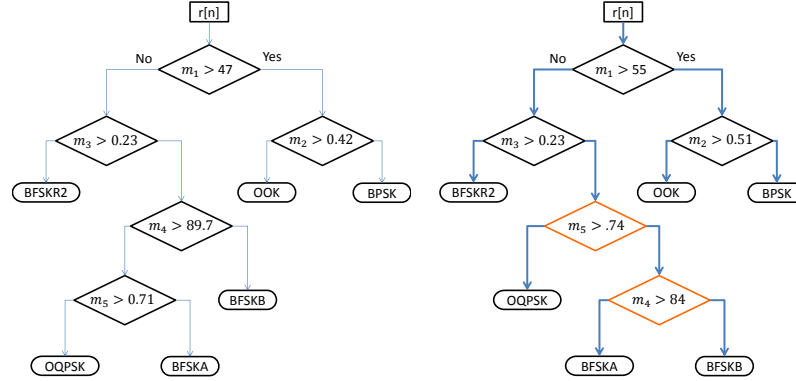 r[n]
No
Yes
m₁ > 47
m₃ > 0.23
m₂ > 0.42
BFSKR2
OOK
BPSK
m₄ > 89.7
m₅ > 0.71
BFSKB
OQPSK
BFSKA
r[n]
No
Yes
m₁ > 55
m₃ > 0.23
m₂ > 0.51
BFSKR2
OOK
BPSK
m₅ > .74
OQPSK
m₄ > 84
BFSKA
BFSKB